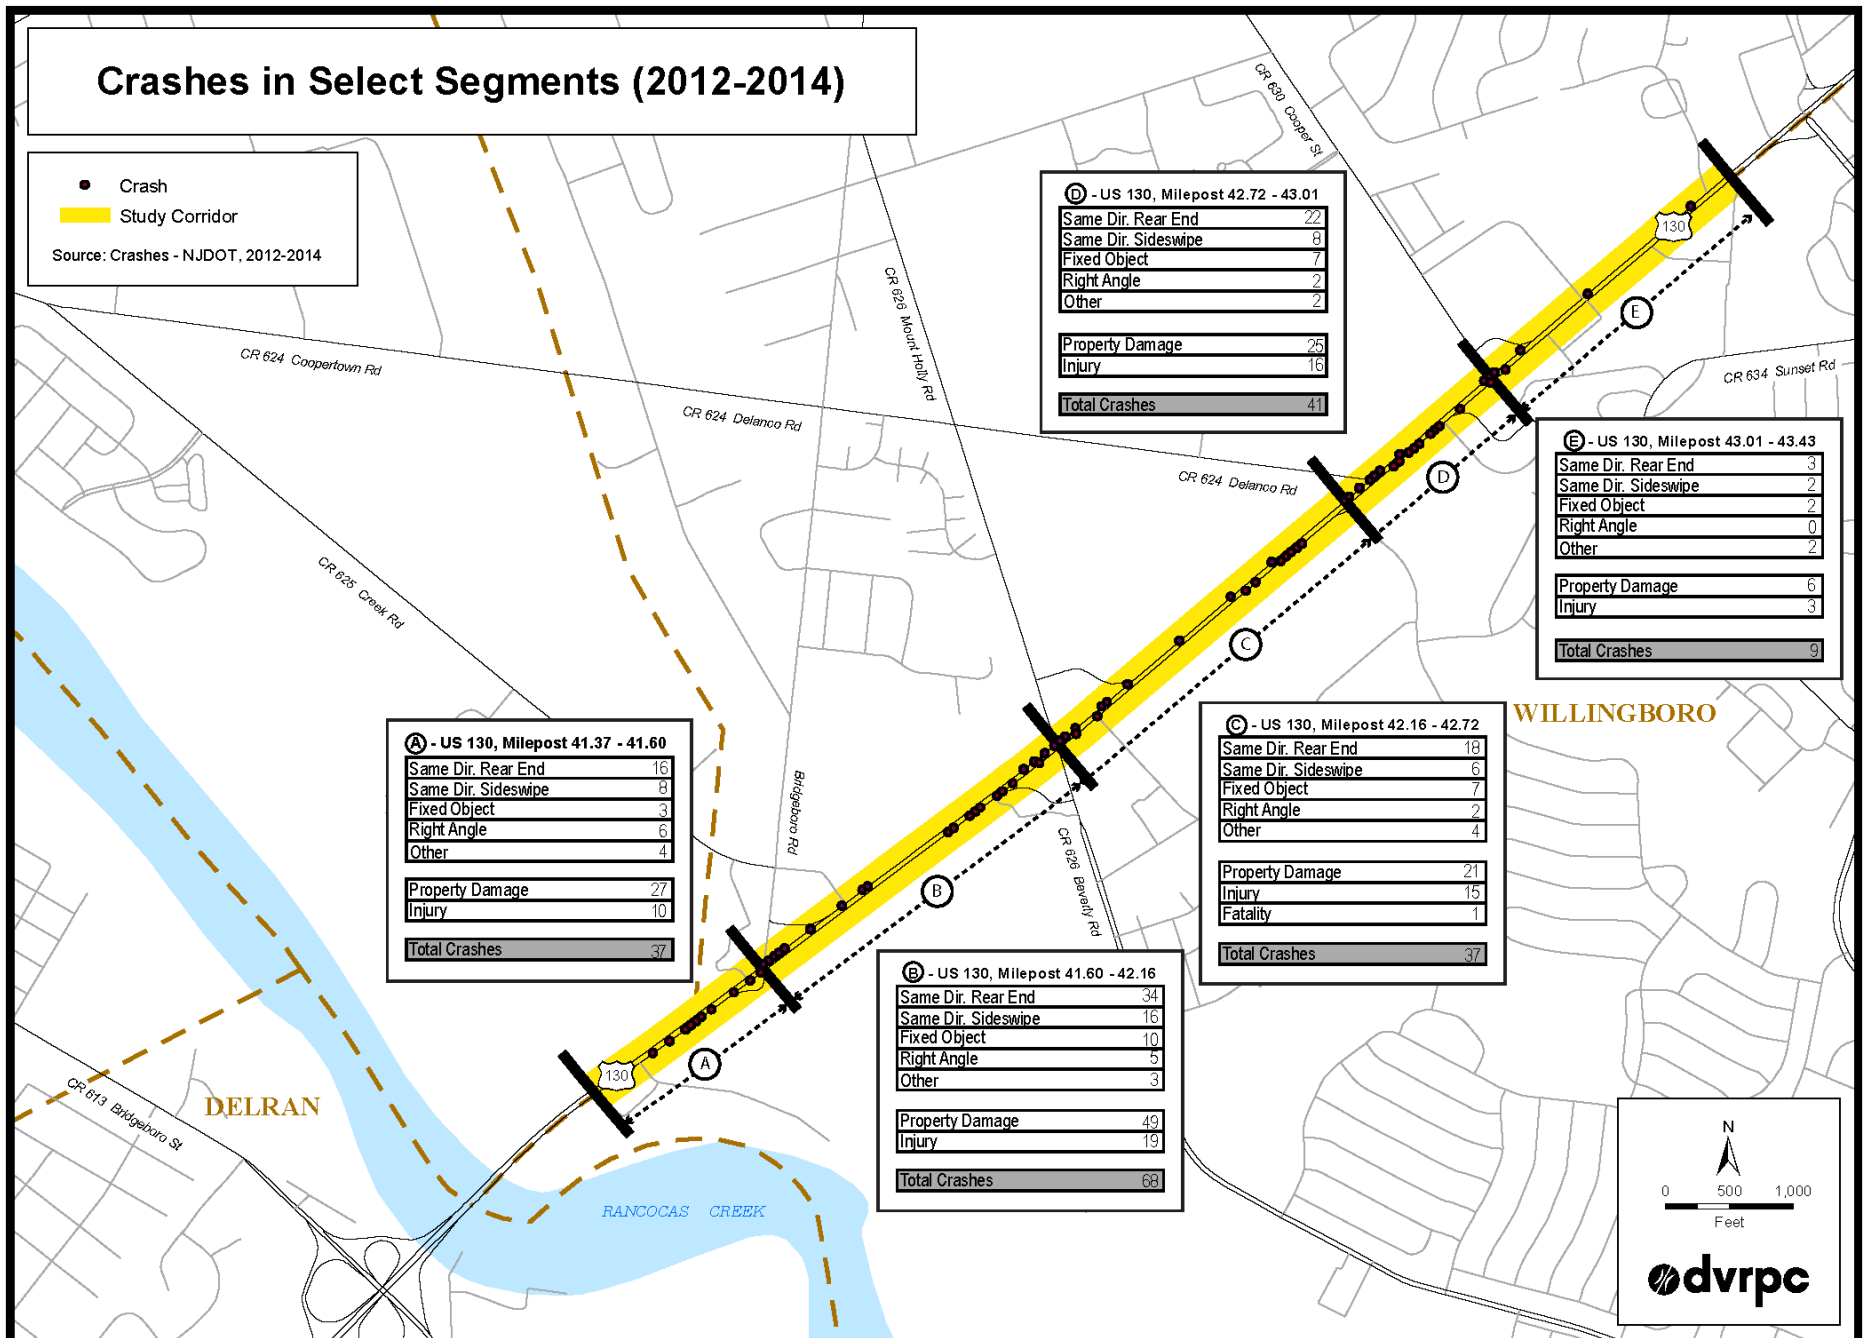 Crashes in Select Segments (2012-2014)
Crash
Study Corridor
Source: Crashes - NJDOT, 2012-2014
CR 630 Cooper St
130
D - US 130, Milepost 42.72 - 43.01
Same Dir. Rear End 22
Same Dir. Sideswipe 8
Fixed Object 7
Right Angle 2
Other 2
Property Damage 25
Injury 16
Total Crashes 41
CR 626 Mount Holly Rd
E
CR 624 Coopertown Rd
CR 634 Sunset Rd
CR 624 Delanco Rd
CR 624 Delanco Rd
D
E - US 130, Milepost 43.01 - 43.43
Same Dir. Rear End 3
Same Dir. Sideswipe 2
Fixed Object 2
Right Angle 0
Other 2
Property Damage 6
Injury 3
Total Crashes 9
CR 625 Creek Rd
C
WILLINGBORO
C - US 130, Milepost 42.16 - 42.72
Same Dir. Rear End 18
Same Dir. Sideswipe 6
Fixed Object 7
Right Angle 2
Other 4
Property Damage 21
Injury 15
Fatality 1
Total Crashes 37
A - US 130, Milepost 41.37 - 41.60
Same Dir. Rear End 16
Same Dir. Sideswipe 8
Fixed Object 3
Right Angle 6
Other 4
Property Damage 27
Injury 10
Total Crashes 37
Bridgeboro Rd
B
CR 626 Beverly Rd
B - US 130, Milepost 41.60 - 42.16
Same Dir. Rear End 34
Same Dir. Sideswipe 16
Fixed Object 10
Right Angle 5
Other 3
Property Damage 49
Injury 19
Total Crashes 68
A
130
CR 613 Bridgeboro St
DELRAN
RANCOCAS CREEK
N
0 500 1,000
Feet
dvrpc